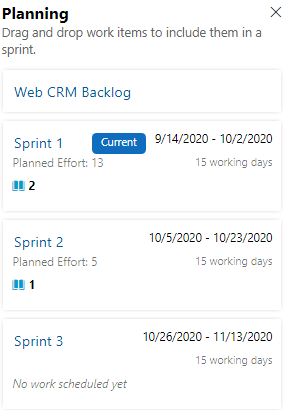 Planning
Drag and drop work items to include them in a
sprint.
Web CRM Backlog
Sprint 1 Current 9/14/2020 - 10/2/2020
Planned Effort: 13 15 working days
2
Sprint 2 10/5/2020 - 10/23/2020
Planned Effort: 5 15 working days
1
Sprint 3 10/26/2020 - 11/13/2020
15 working days
No work scheduled yet